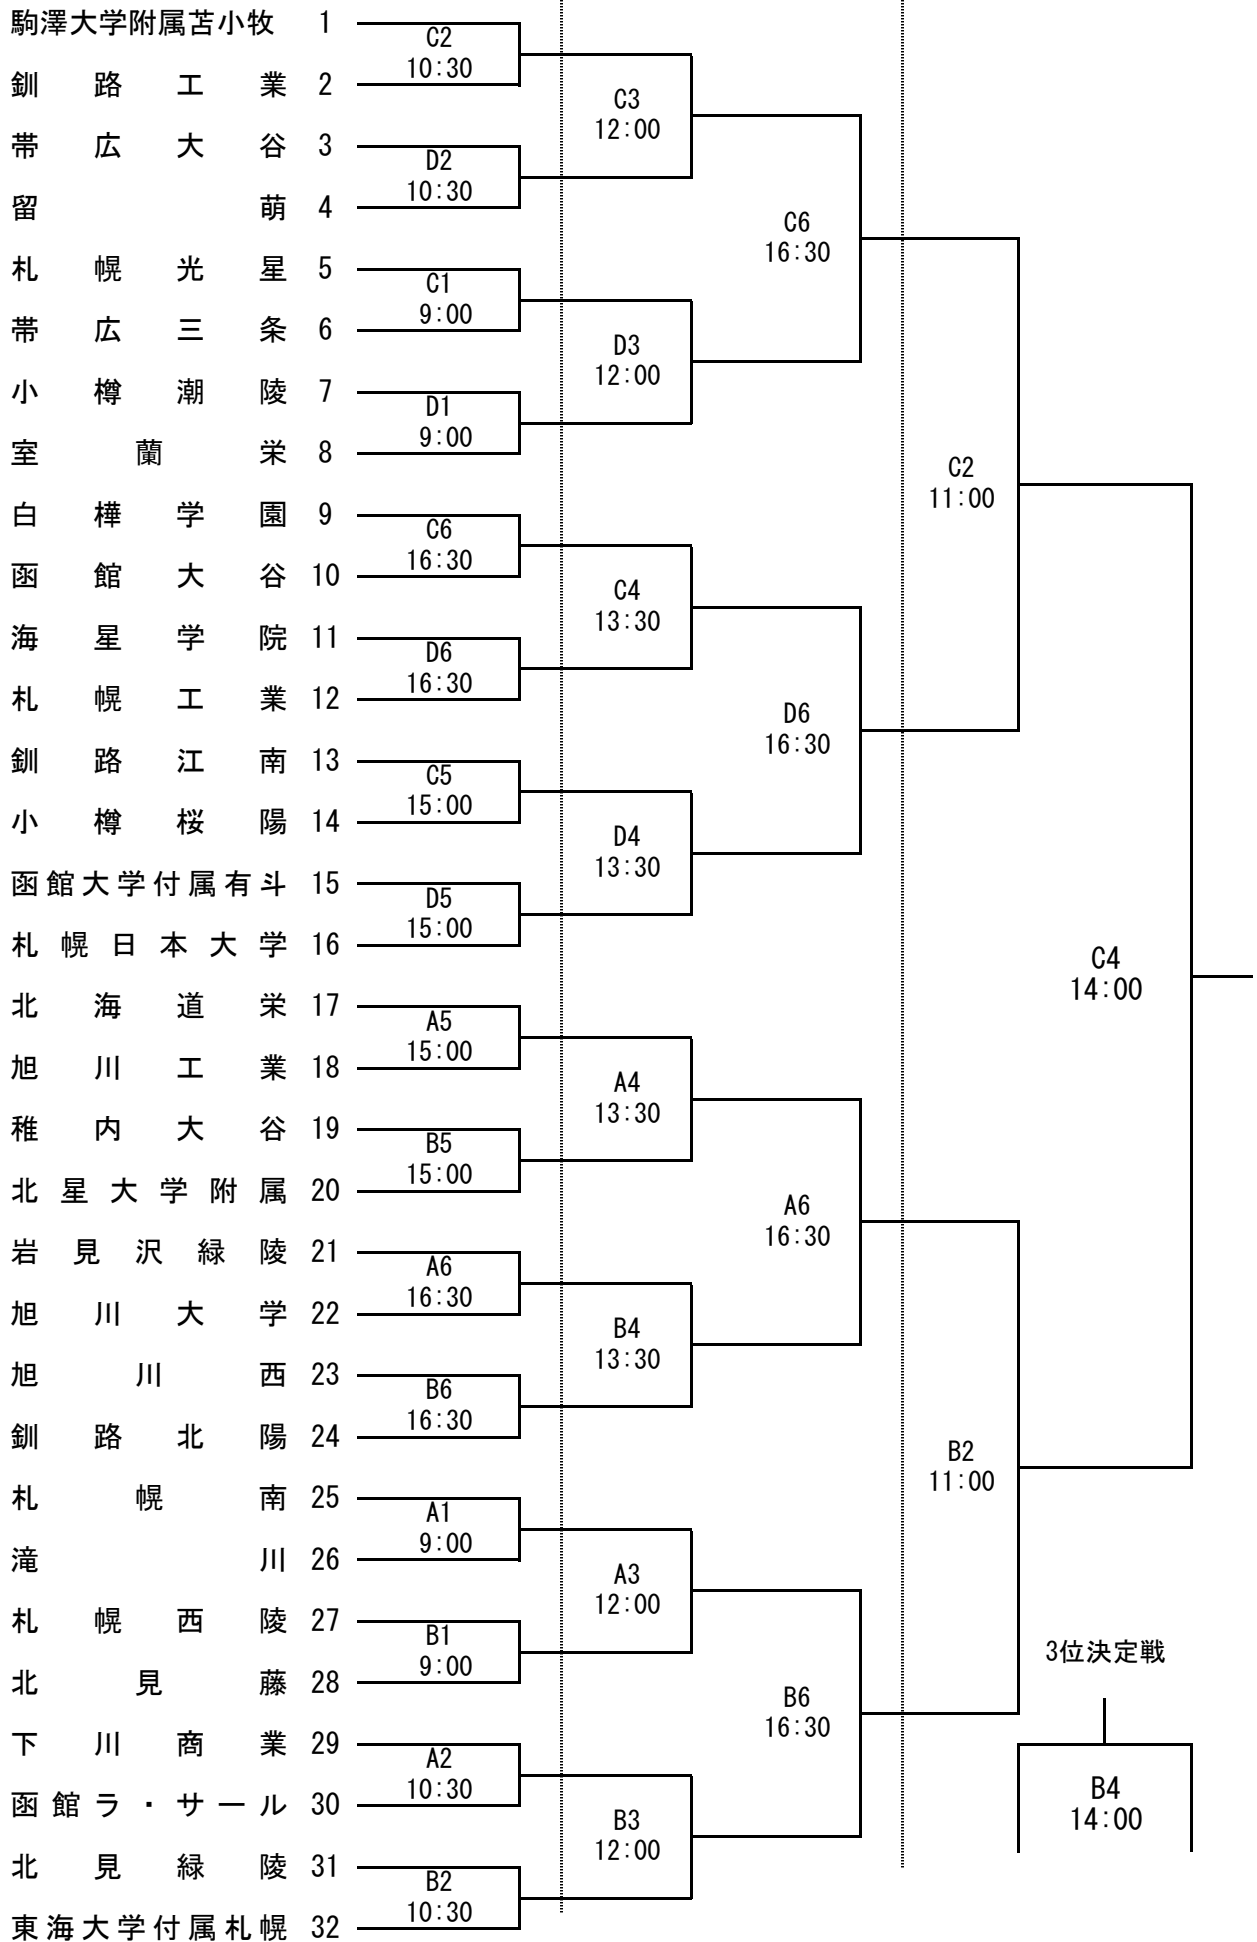 駒澤大学附属苫小牧 1
C2
10:30
釧路工業 2
C3
12:00
帯広大谷 3
D2
10:30
留萌 4
C6
16:30
札幌光星 5
C1
9:00
帯広三条 6
D3
12:00
小樽潮陵 7
D1
9:00
室蘭栄 8
C2
11:00
白樺学園 9
C6
16:30
函館大谷 10
C4
13:30
海星学院 11
D6
16:30
札幌工業 12
D6
16:30
釧路江南 13
C5
15:00
小樽桜陽 14
D4
13:30
函館大学付属有斗 15
D5
15:00
札幌日本大学 16
C4
14:00
北海道栄 17
A5
15:00
旭川工業 18
A4
13:30
稚内大谷 19
B5
15:00
北星大学附属 20
A6
16:30
岩見沢緑陵 21
A6
16:30
旭川大学 22
B4
13:30
旭川西 23
B6
16:30
釧路北陽 24
B2
11:00
札幌南 25
A1
9:00
滝川 26
A3
12:00
札幌西陵 27
B1
9:00
3位決定戦
北見藤 28
B6
16:30
下川商業 29
A2
10:30
B4
14:00
函館ラ・サール 30
B3
12:00
北見緑陵 31
B2
10:30
東海大学付属札幌 32